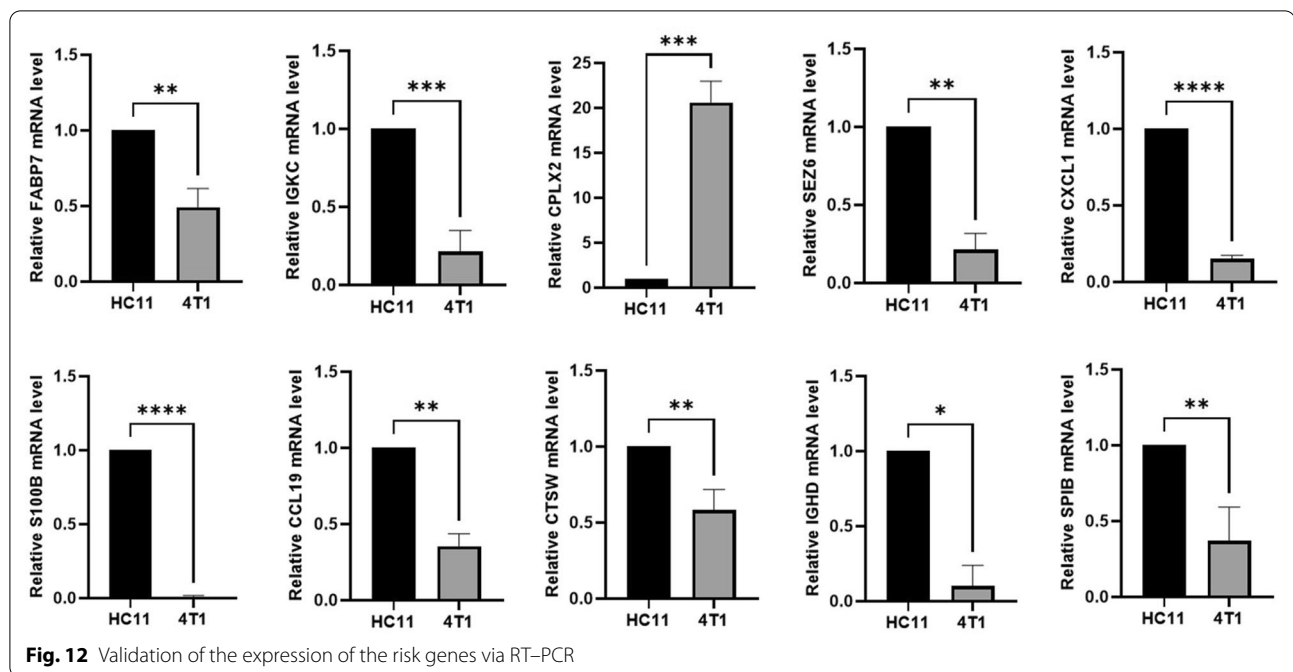 Relative FABP7 mRNA level
1.5
1.0
0.5
0.0
**
HC11 4T1
Relative IGKC mRNA level
1.5
1.0
0.5
0.0
***
HC11 4T1
Relative CPLX2 mRNA level
25
20
15
10
5
0
***
HC11 4T1
Relative SEZ6 mRNA level
1.5
1.0
0.5
0.0
**
HC11 4T1
Relative CXCL1 mRNA level
1.5
1.0
0.5
0.0
****
HC11 4T1
Relative S100B mRNA level
1.5
1.0
0.5
0.0
****
HC11 4T1
Relative CCL19 mRNA level
1.5
1.0
0.5
0.0
**
HC11 4T1
Relative CTSW mRNA level
1.5
1.0
0.5
0.0
**
HC11 4T1
Relative IGHD mRNA level
1.5
1.0
0.5
0.0
*
HC11 4T1
Relative SPIB mRNA level
1.5
1.0
0.5
0.0
**
HC11 4T1
Fig. 12 Validation of the expression of the risk genes via RT–PCR